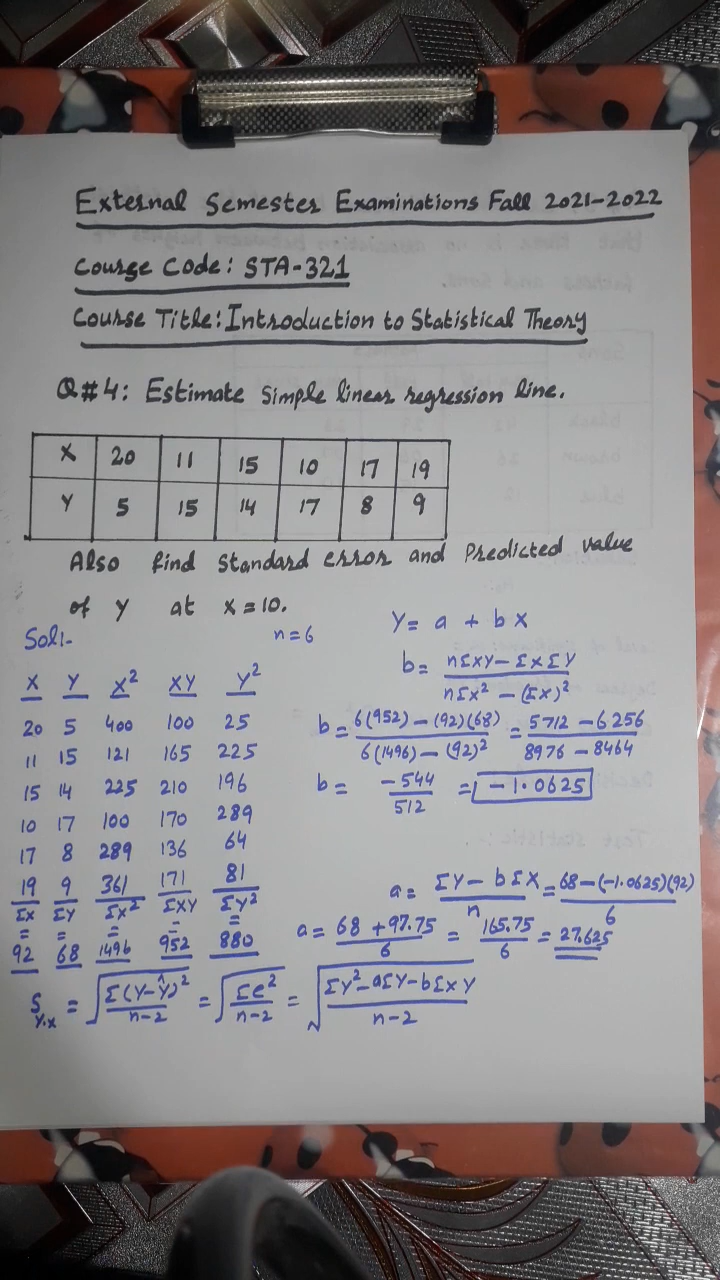 External Semester Examinations Fall 2021-2022
Course Code: STA-321
Course Title: Introduction to Statistical Theory
Q#4: Estimate Simple linear regression line.
X 20 11 15 10 17 19
Y 5 15 14 17 8 9
Also find Standard error and Predicted value
of Y at X=10.
Sol:- n=6 Y= a + bX
X Y X² XY Y²
20 5 400 100 25
11 15 121 165 225
15 14 225 210 196
10 17 100 170 289
17 8 289 136 64
19 9 361 171 81
ΣX ΣY ΣX² ΣXY ΣY²
= = = = =
92 68 1496 952 880
b= nΣXY-ΣXΣY / nΣX²-(ΣX)²
b= 6(952)-(92)(68) / 6(1496)-(92)² = 5712-6256 / 8976-8464
b= -544 / 512 = -1.0625
a= ΣY-bΣX / n = 68-(-1.0625)(92) / 6
a= 68+97.75 / 6 = 165.75 / 6 = 27.625
S Y.X = √Σ(Y-Ŷ)² / n-2 = √Σe² / n-2 = √ΣY²-aΣY-bΣXY / n-2